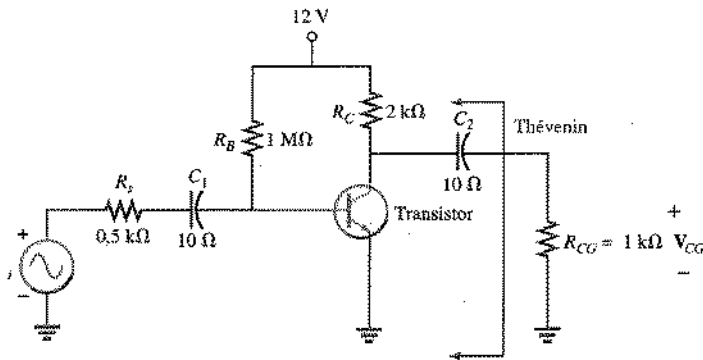 12 V
R_C 2 kΩ
C_2
Thévenin
R_B 1 MΩ
R_s
C_1
10 Ω
Transistor
+
0.5 kΩ
10 Ω
R_CG = 1 kΩ V_CG
+
−
−